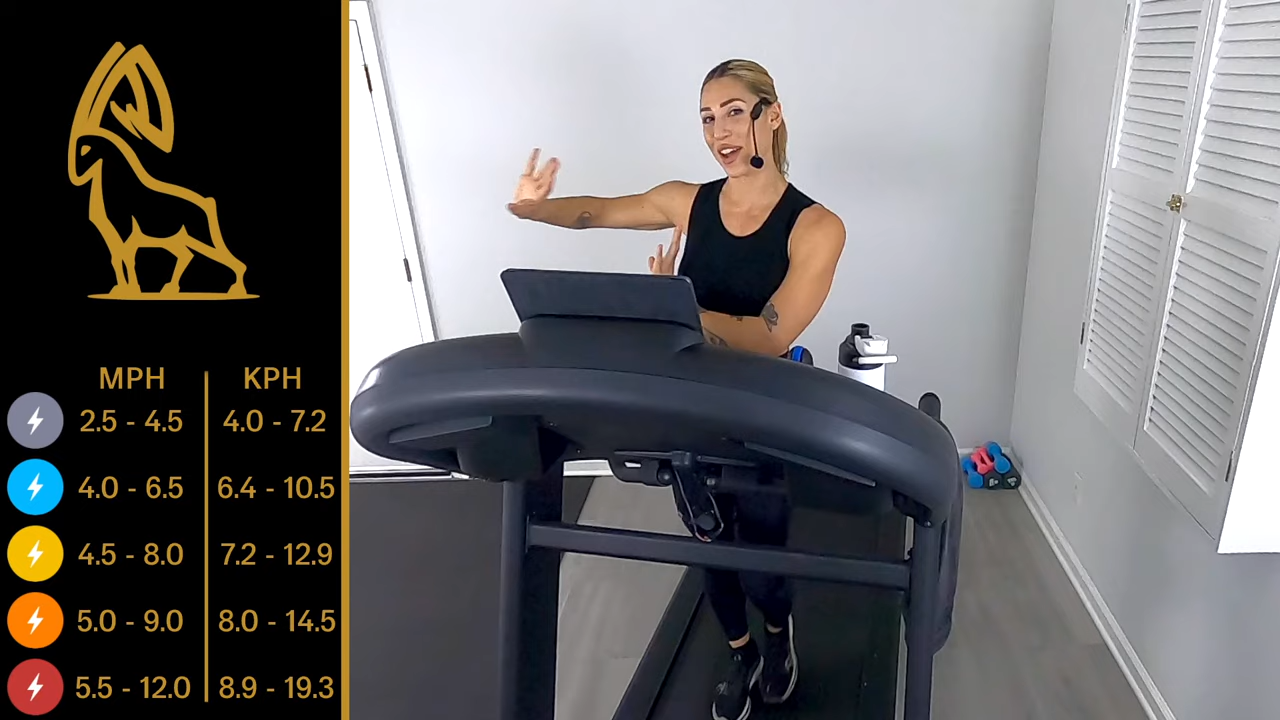 MPH KPH
2.5 - 4.5 4.0 - 7.2
4.0 - 6.5 6.4 - 10.5
4.5 - 8.0 7.2 - 12.9
5.0 - 9.0 8.0 - 14.5
5.5 - 12.0 8.9 - 19.3